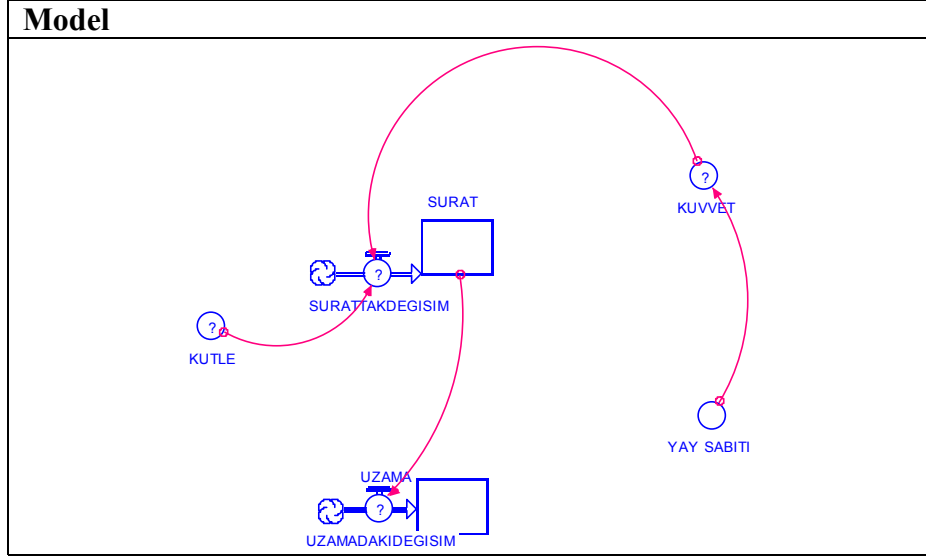 Model
SURAT
?
KUVVET
?
SURATTAKDEGISIM
?
KUTLE
YAY SABITI
UZAMA
?
UZAMADAKIDEGISIM